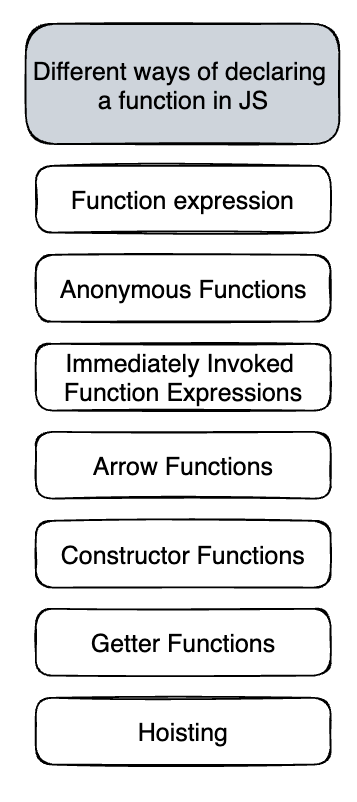 Different ways of declaring
a function in JS
Function expression
Anonymous Functions
Immediately Invoked
Function Expressions
Arrow Functions
Constructor Functions
Getter Functions
Hoisting